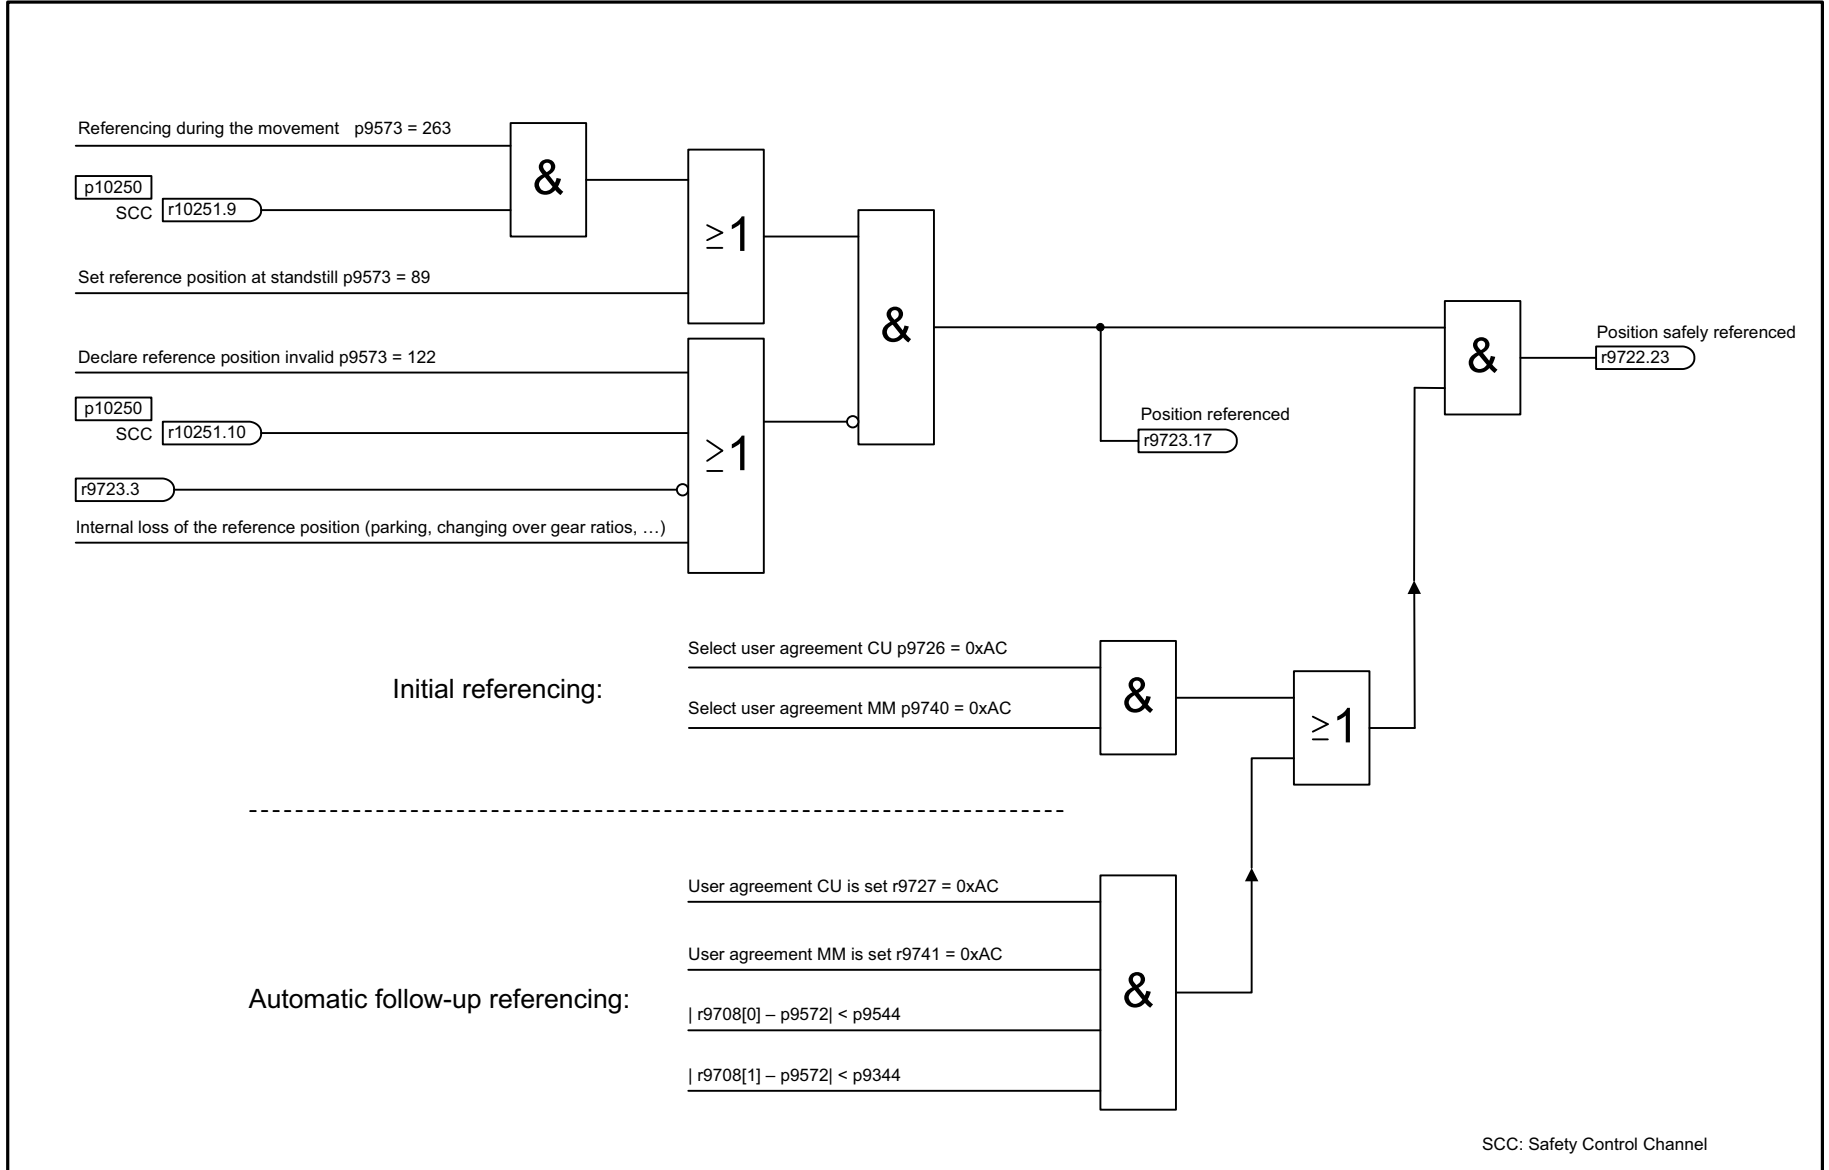 Referencing during the movement p9573 = 263
p10250
SCC r10251.9
&
≥1
Set reference position at standstill p9573 = 89
&
Declare reference position invalid p9573 = 122
p10250
SCC r10251.10
≥1
r9723.3
Internal loss of the reference position (parking, changing over gear ratios, …)
Position referenced
r9723.17
&
Position safely referenced
r9722.23
Initial referencing:
Select user agreement CU p9726 = 0xAC
Select user agreement MM p9740 = 0xAC
&
≥1
Automatic follow-up referencing:
User agreement CU is set r9727 = 0xAC
User agreement MM is set r9741 = 0xAC
| r9708[0] – p9572| < p9544
| r9708[1] – p9572| < p9344
&
SCC: Safety Control Channel